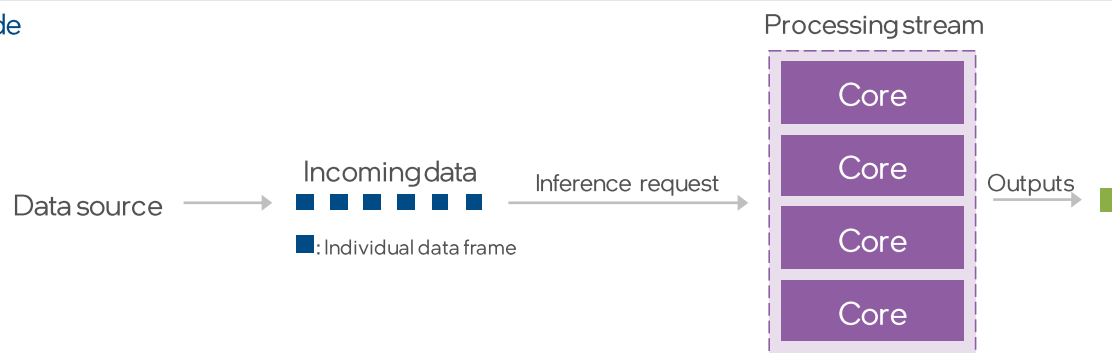 de
Processing stream
Core
Core
Core
Core
Data source
Incoming data
: Individual data frame
Inference request
Outputs